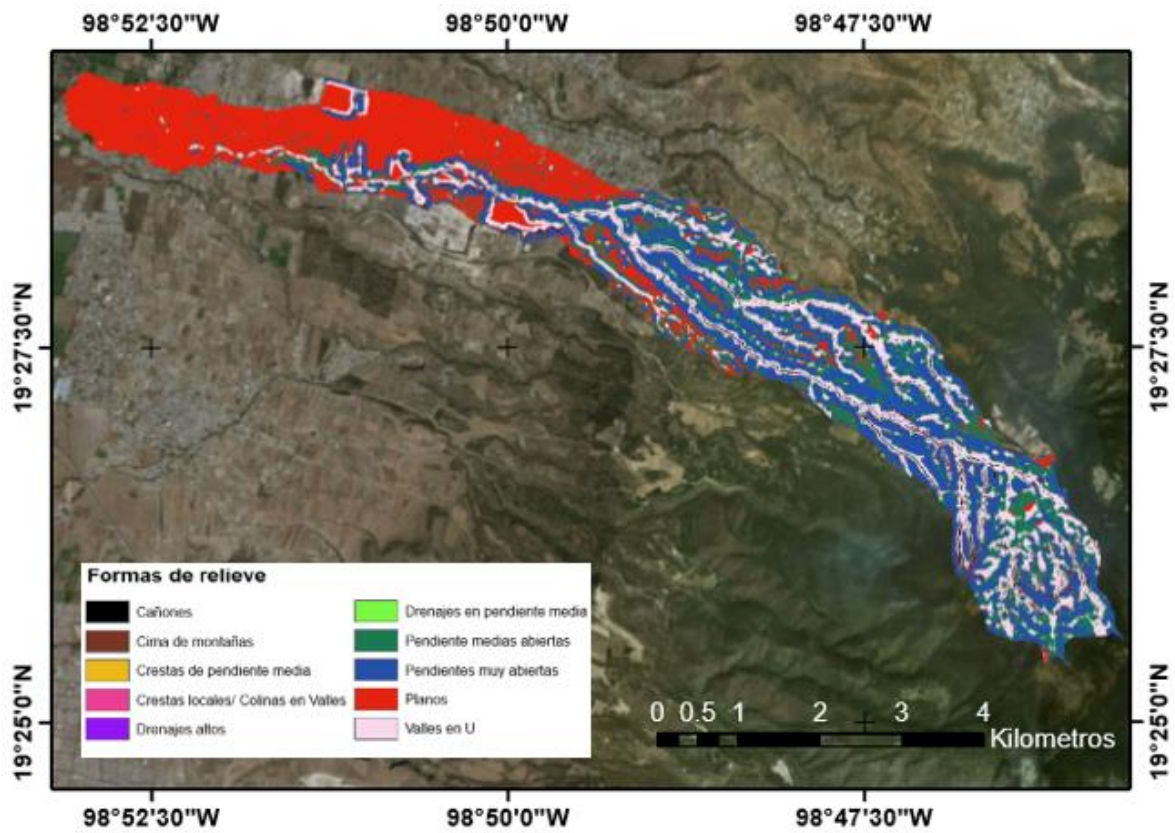 98°52'30"W 98°50'0"W 98°47'30"W
19°27'30"N 19°27'30"N
Formas de relieve
Cañones
Cima de montañas
Crestas de pendiente media
Crestas locales/ Colinas en Valles
Drenajes altos
Drenajes en pendiente media
Pendiente medias abiertas
Pendientes muy abiertas
Planos
Valles en U
0 0.5 1 2 3 4
Kilometros
19°25'0"N 19°25'0"N
98°52'30"W 98°50'0"W 98°47'30"W